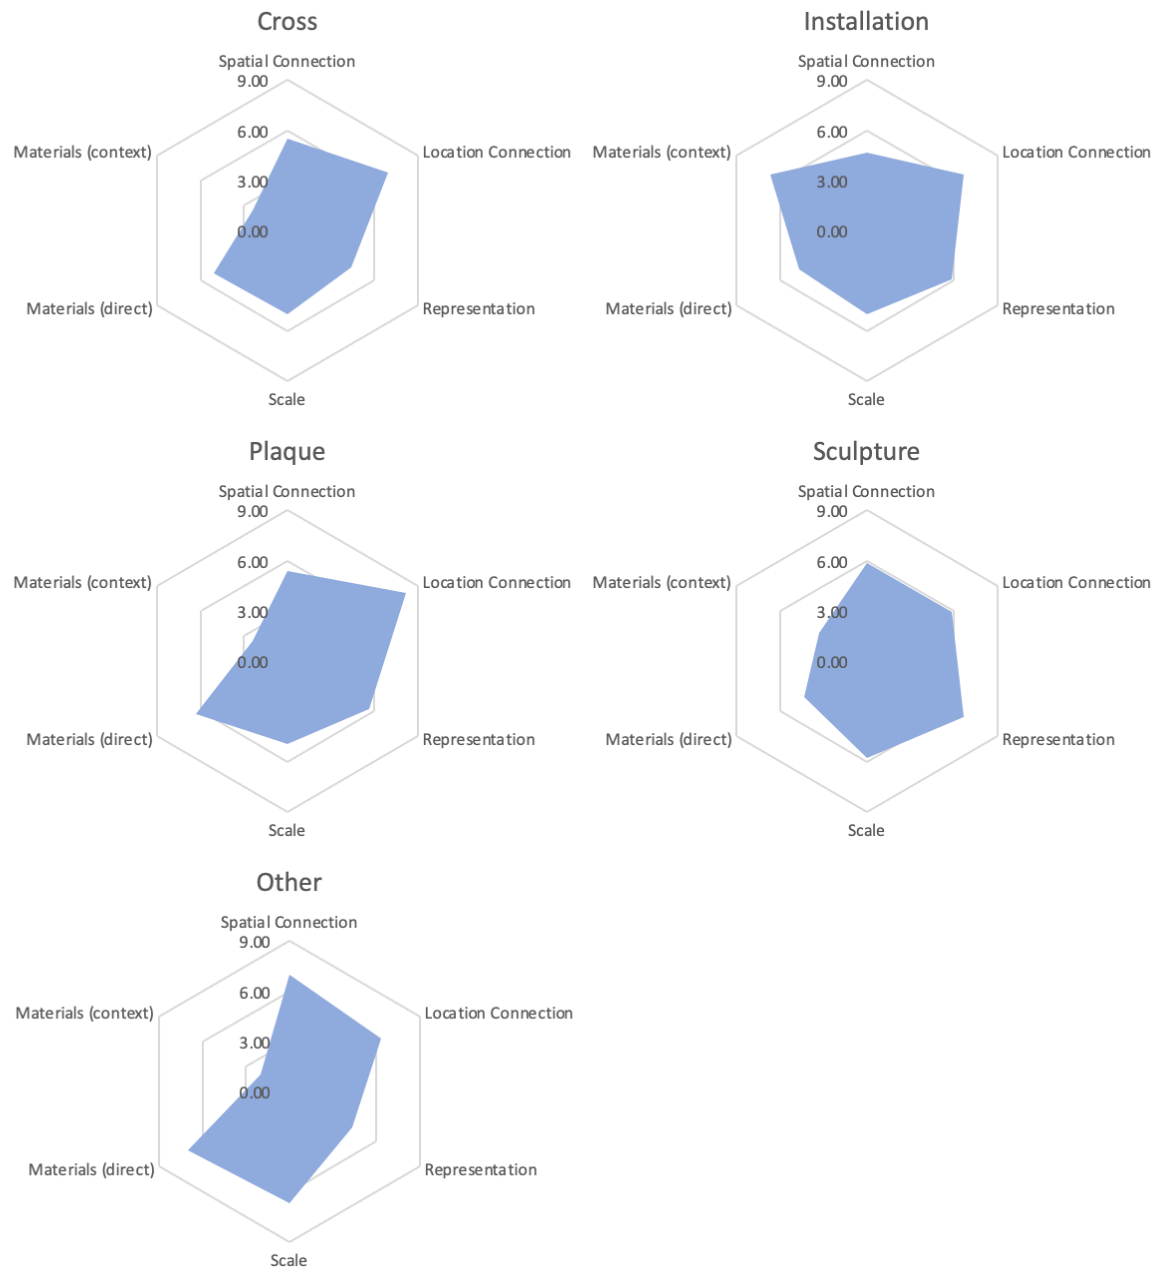 Cross
Spatial Connection
9.00
6.00
3.00
0.00
Materials (context)
Location Connection
Materials (direct)
Representation
Scale
Installation
Spatial Connection
9.00
6.00
3.00
0.00
Materials (context)
Location Connection
Materials (direct)
Representation
Scale
Plaque
Spatial Connection
9.00
6.00
3.00
0.00
Materials (context)
Location Connection
Materials (direct)
Representation
Scale
Sculpture
Spatial Connection
9.00
6.00
3.00
0.00
Materials (context)
Location Connection
Materials (direct)
Representation
Scale
Other
Spatial Connection
9.00
6.00
3.00
0.00
Materials (context)
Location Connection
Materials (direct)
Representation
Scale